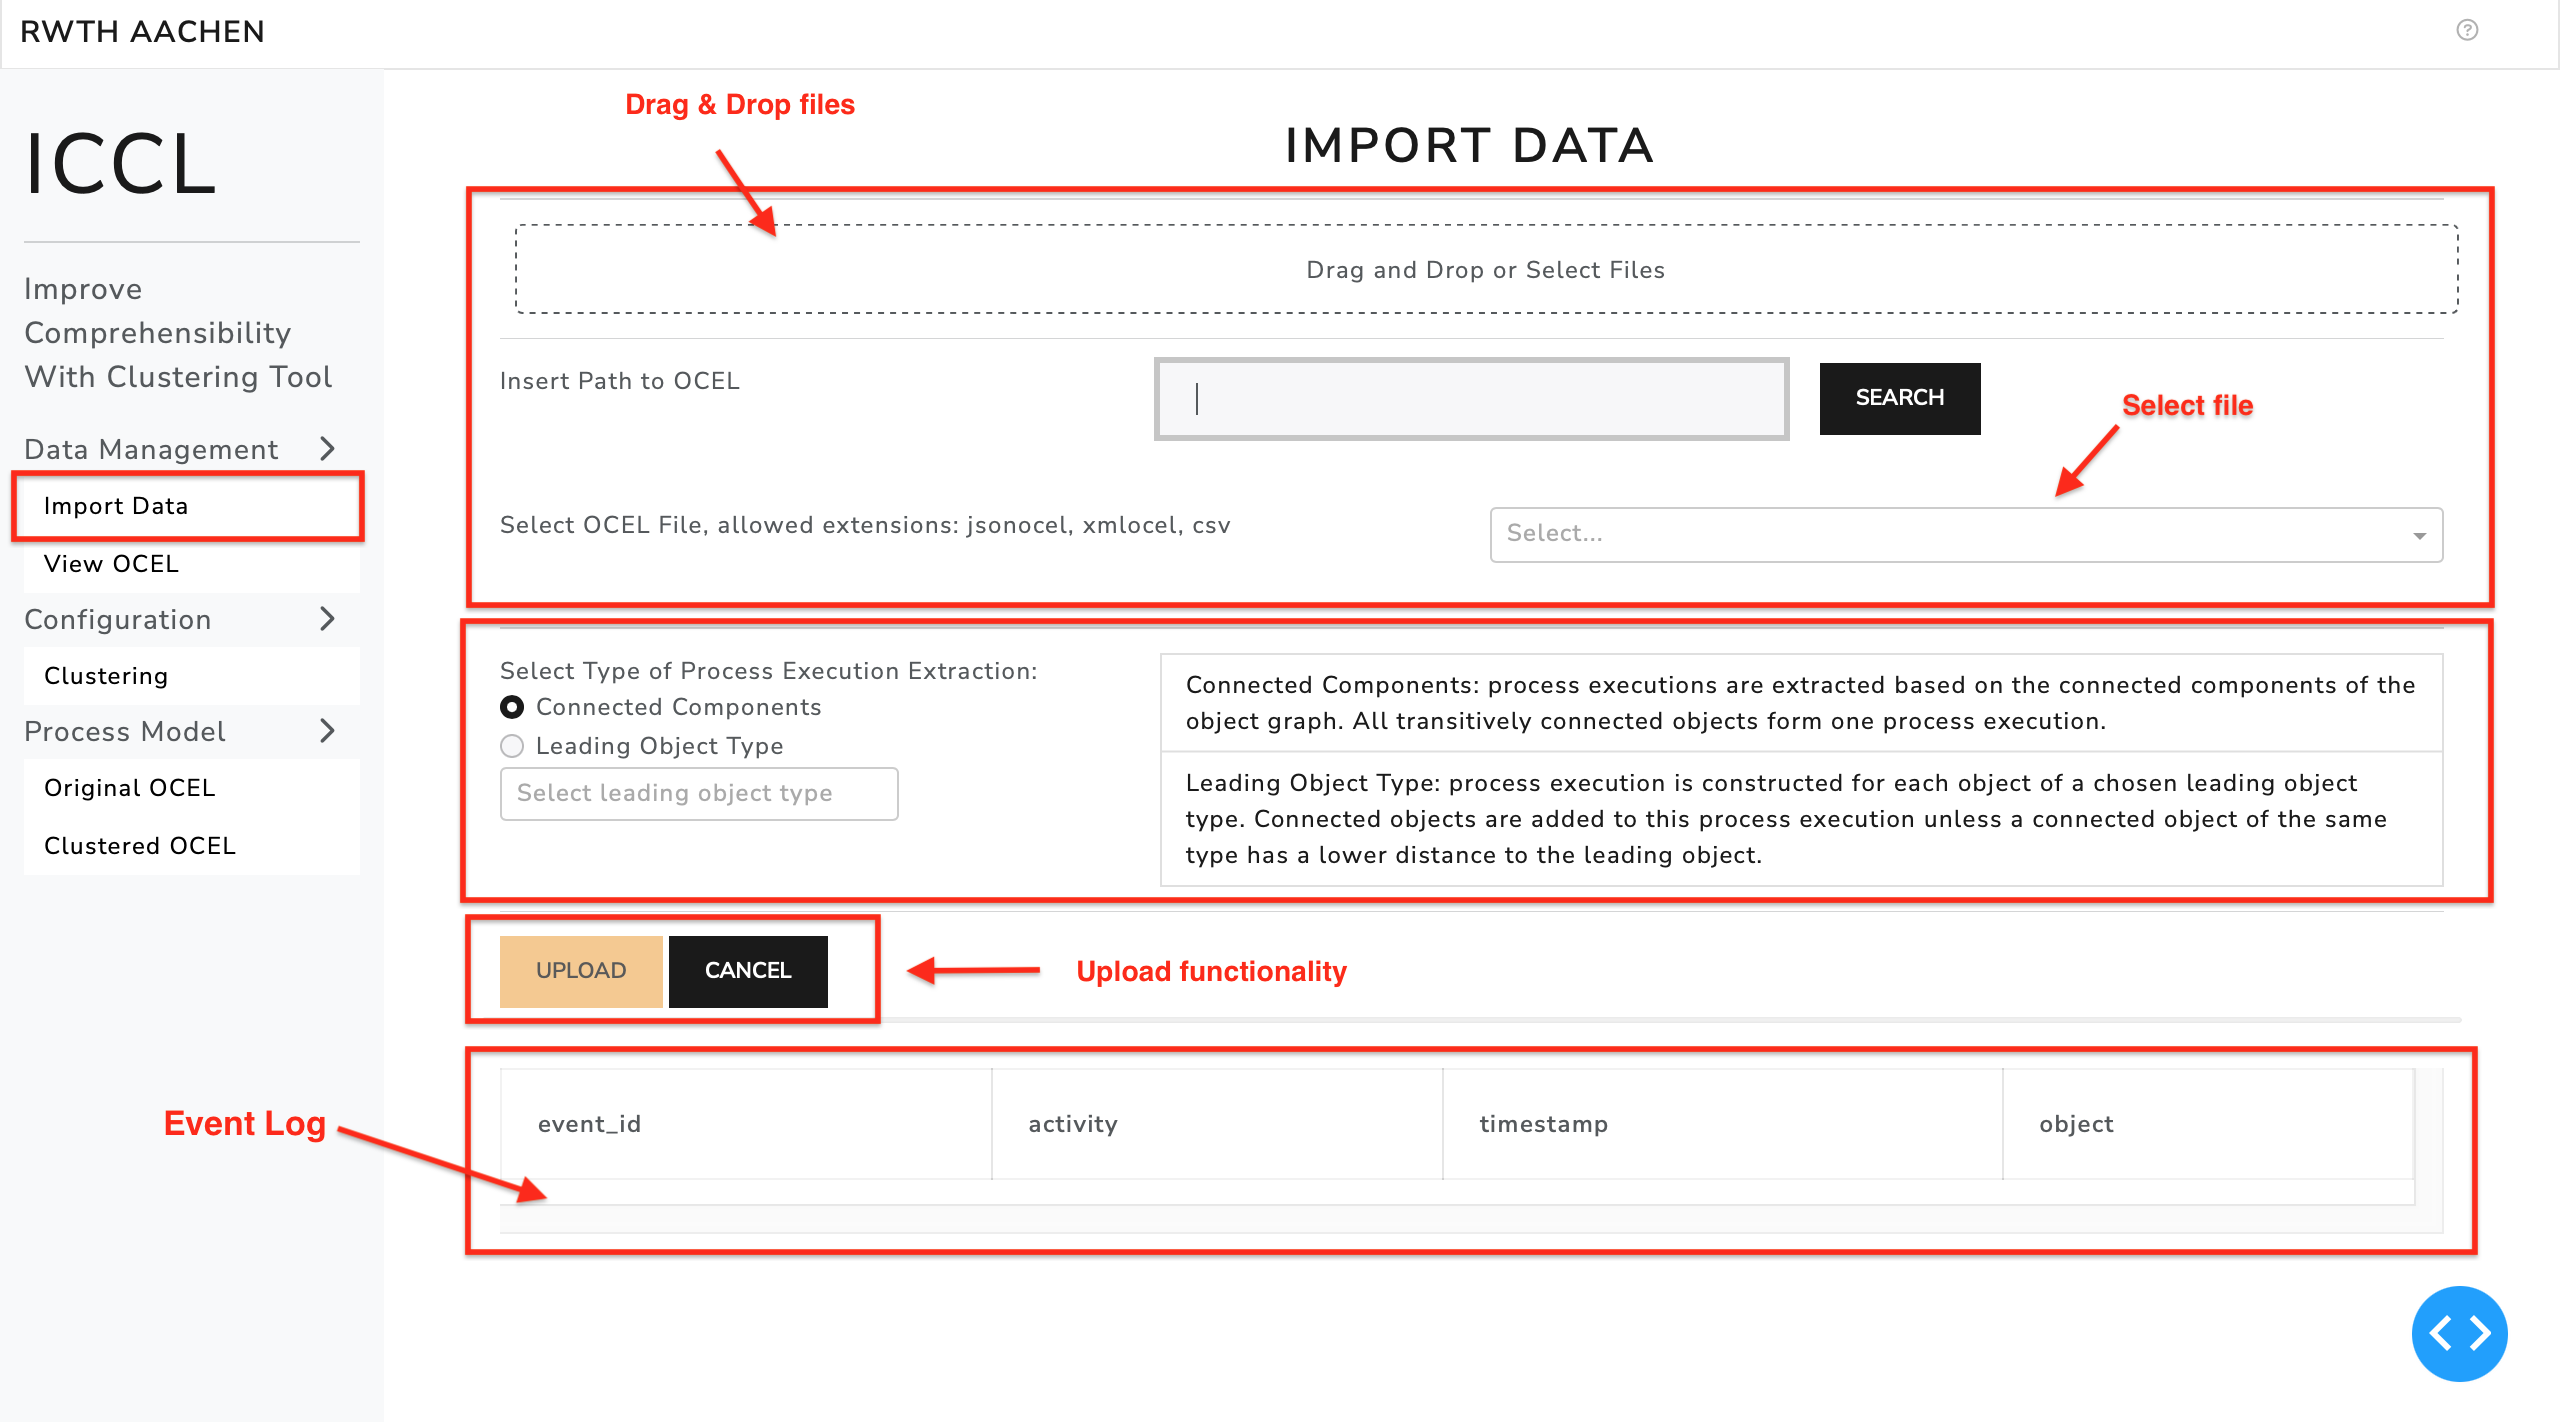 RWTH AACHEN
ICCL
Improve
Comprehensibility
With Clustering Tool
Data Management
Import Data
View OCEL
Configuration
Clustering
Process Model
Original OCEL
Clustered OCEL
Drag & Drop files
IMPORT DATA
Drag and Drop or Select Files
Insert Path to OCEL
SEARCH
Select file
Select OCEL File, allowed extensions: jsonocel, xmlocel, csv
Select...
Select Type of Process Execution Extraction:
Connected Components
Leading Object Type
Select leading object type
Connected Components: process executions are extracted based on the connected components of the
object graph. All transitively connected objects form one process execution.
Leading Object Type: process execution is constructed for each object of a chosen leading object
type. Connected objects are added to this process execution unless a connected object of the same
type has a lower distance to the leading object.
UPLOAD
CANCEL
Upload functionality
Event Log
event_id
activity
timestamp
object